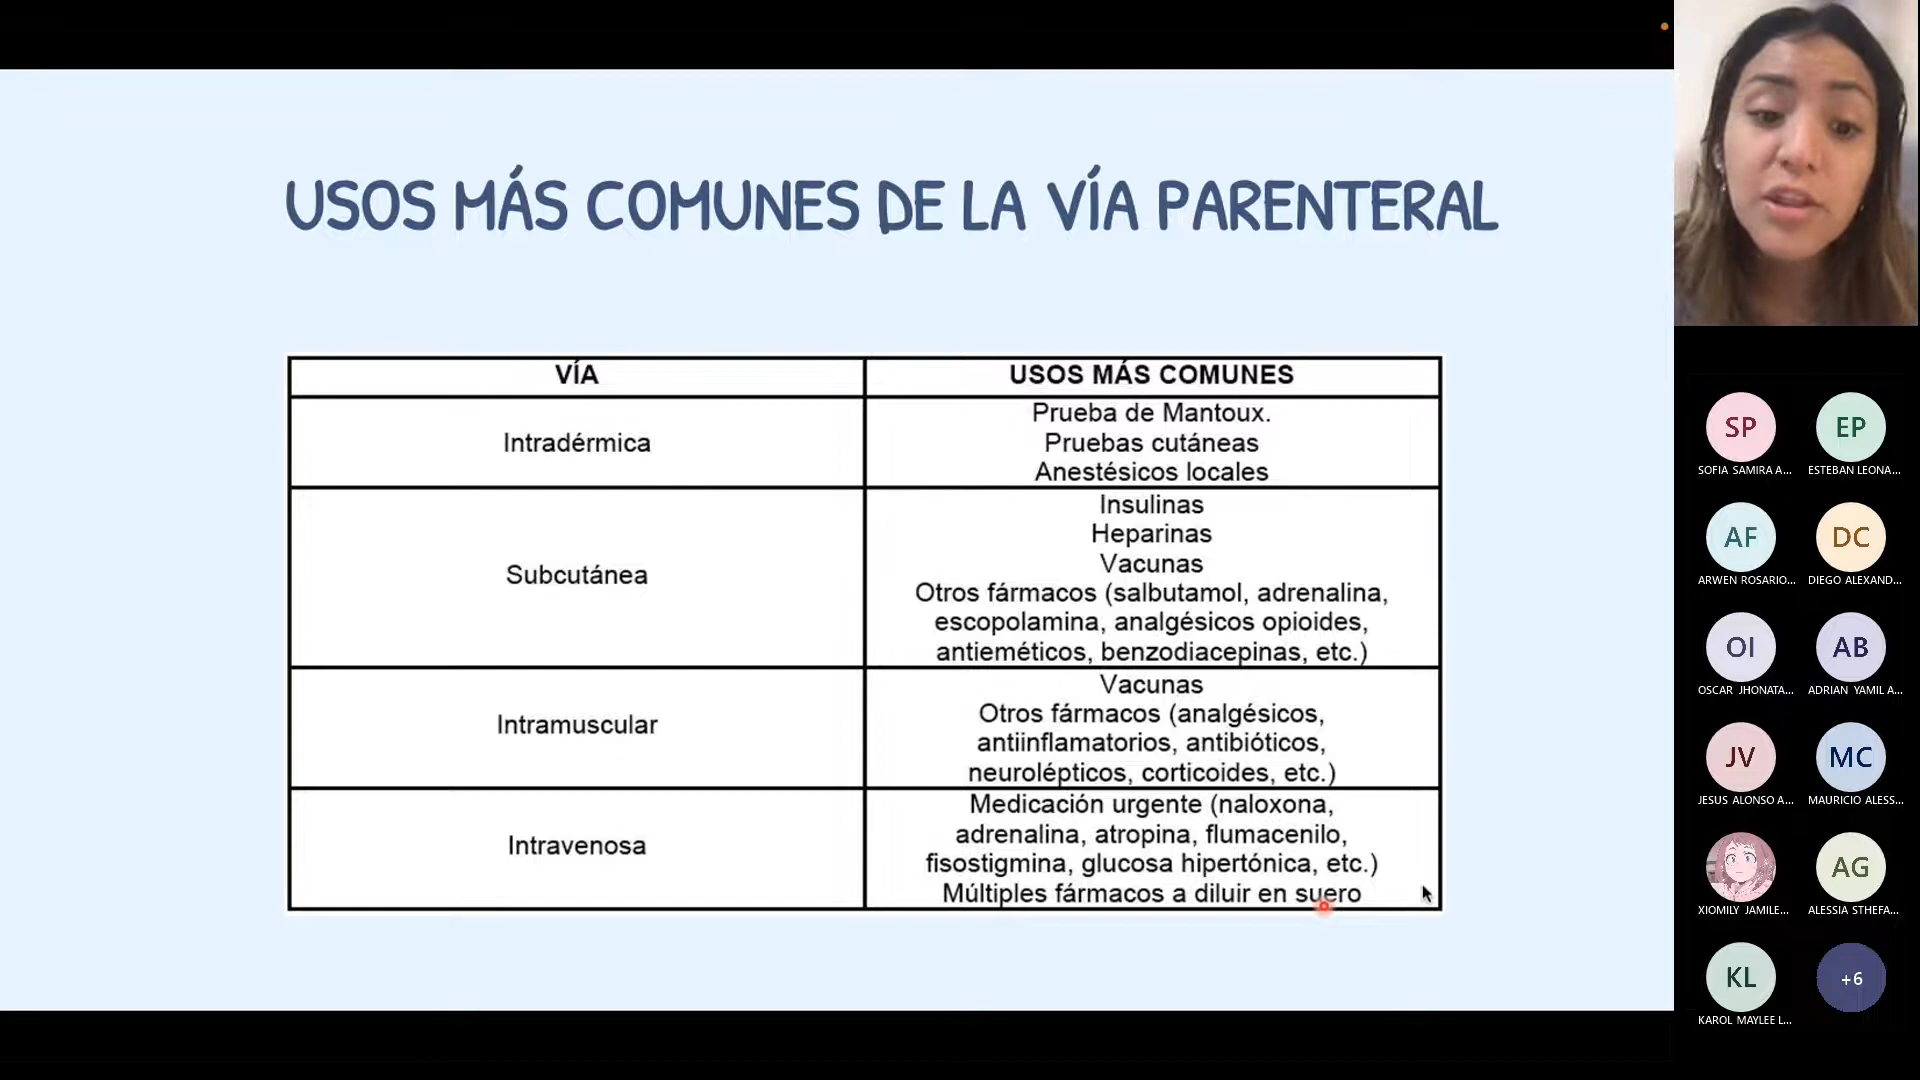 USOS MÁS COMUNES DE LA VÍA PARENTERAL
VÍA
USOS MÁS COMUNES
Intradérmica
Prueba de Mantoux.
Pruebas cutáneas
Anestésicos locales
Subcutánea
Insulinas
Heparinas
Vacunas
Otros fármacos (salbutamol, adrenalina,
escopolamina, analgésicos opioides,
antieméticos, benzodiacepinas, etc.)
Intramuscular
Vacunas
Otros fármacos (analgésicos,
antiinflamatorios, antibióticos,
neurolépticos, corticoides, etc.)
Intravenosa
Medicación urgente (naloxona,
adrenalina, atropina, flumacenilo,
fisostigmina, glucosa hipertónica, etc.)
Múltiples fármacos a diluir en suero
SP
EP
SOFIA SAMIRA A...
ESTEBAN LEONA...
AF
DC
ARWEN ROSARIO...
DIEGO ALEXAND...
OI
AB
OSCAR JHONATA...
ADRIAN YAMIL A...
JV
MC
JESUS ALONSO A...
MAURICIO ALESS...
AG
XIOMILY JAMILE...
ALESSIA STHEFA...
KL
+6
KAROL MAYLEE L...